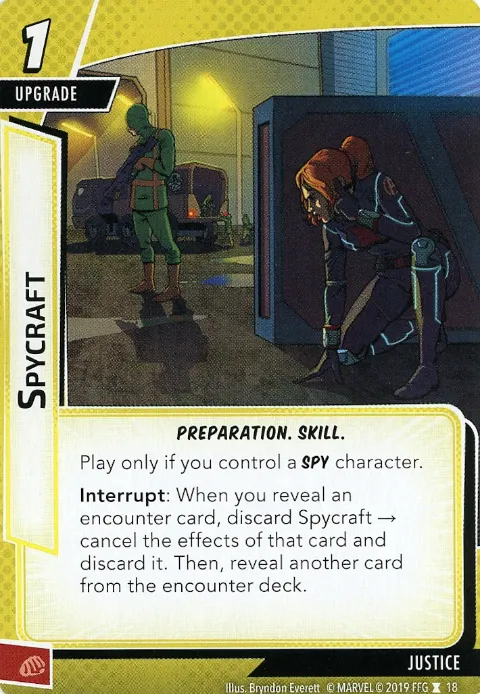 1
UPGRADE
SPYCRAFT
PREPARATION. SKILL.
Play only if you control a SPY character.
Interrupt: When you reveal an
encounter card, discard Spycraft →
cancel the effects of that card and
discard it. Then, reveal another card
from the encounter deck.
JUSTICE
Illus. Bryndon Everett © MARVEL © 2019 FFG 18